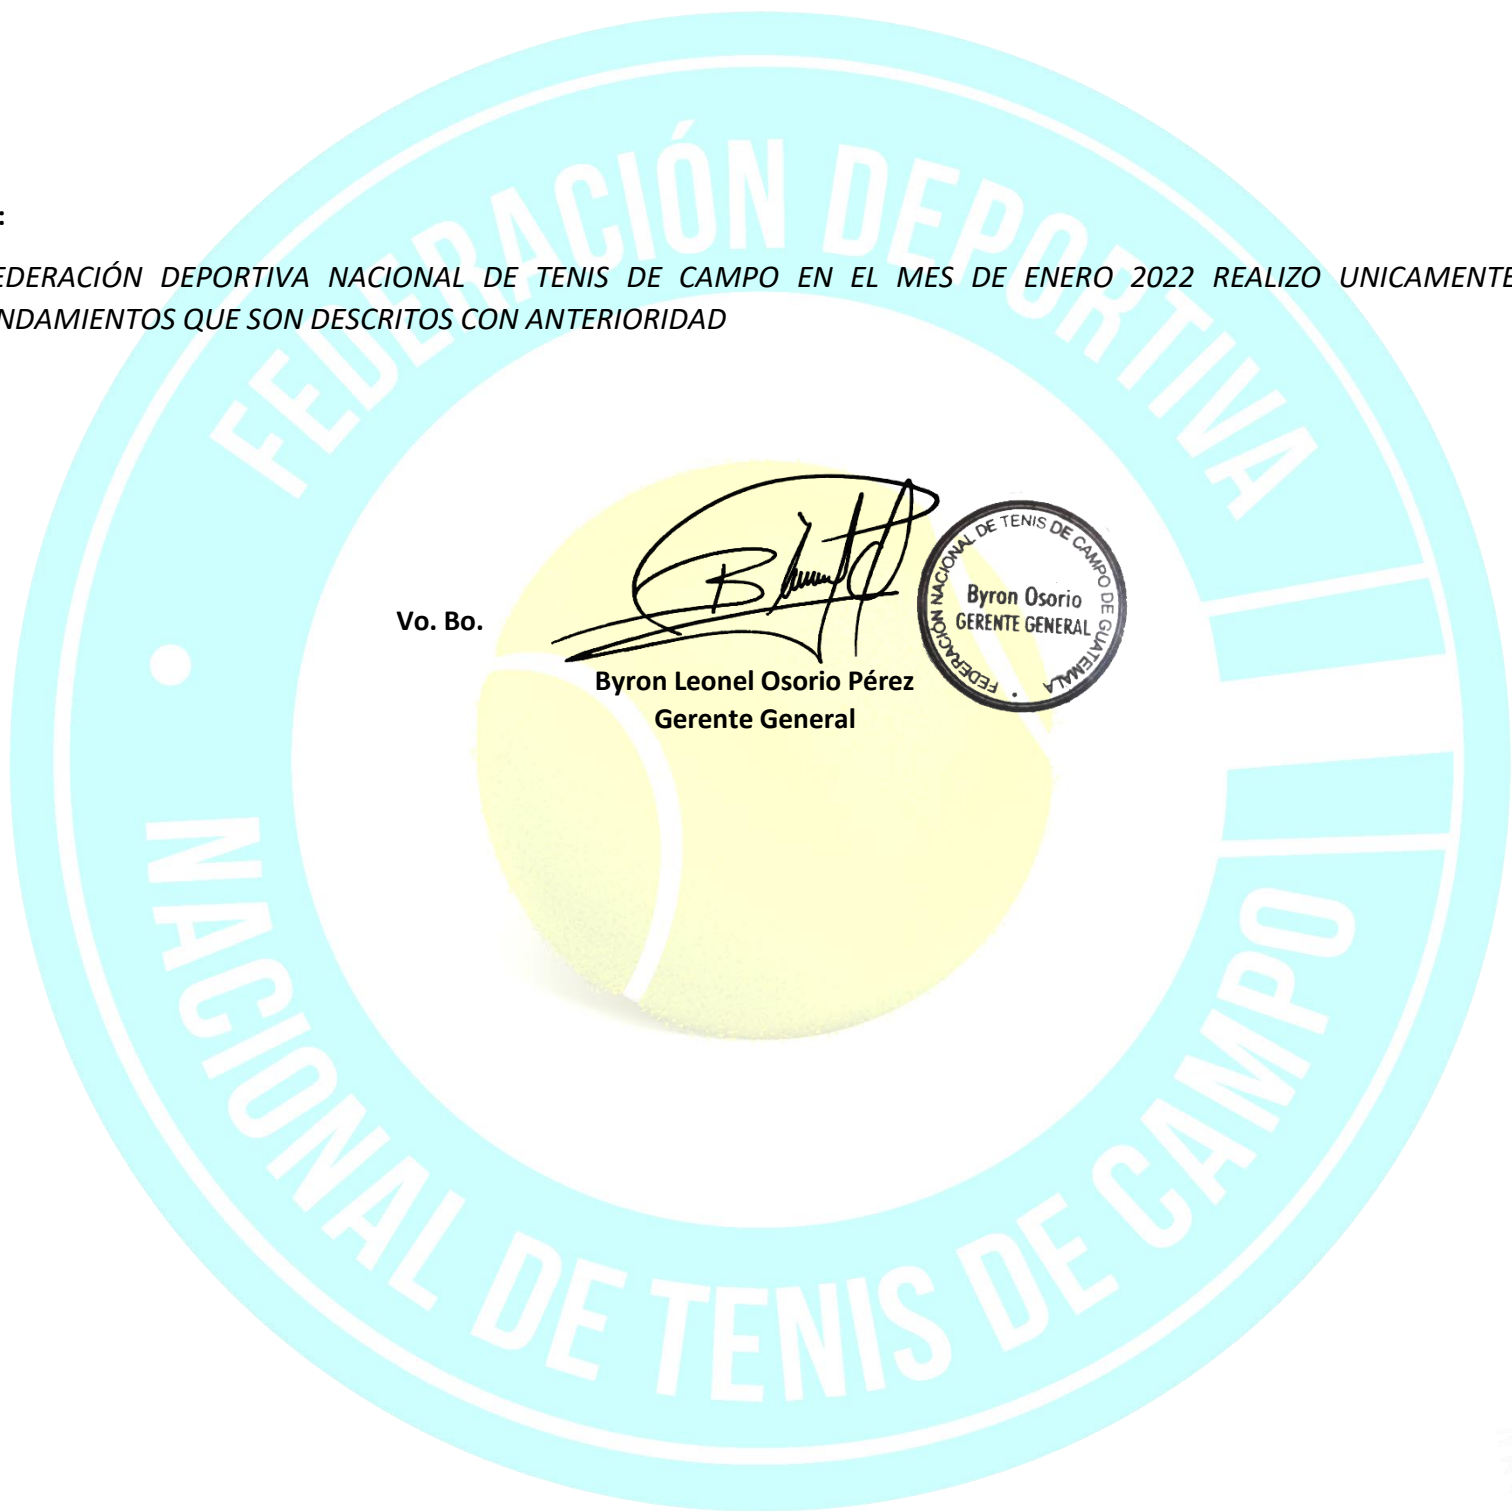 :
EDERACIÓN DEPORTIVA NACIONAL DE TENIS DE CAMPO EN EL MES DE ENERO 2022 REALIZO UNICAMENTE
NDAMIENTOS QUE SON DESCRITOS CON ANTERIORIDAD
Vo. Bo.
Byron Leonel Osorio Pérez
Gerente General
FEDERACIÓN NACIONAL DE TENIS DE CAMPO DE GUATEMALA
Byron Osorio
GERENTE GENERAL
FEDERACIÓN DEPORTIVA
NACIONAL DE TENIS DE CAMPO